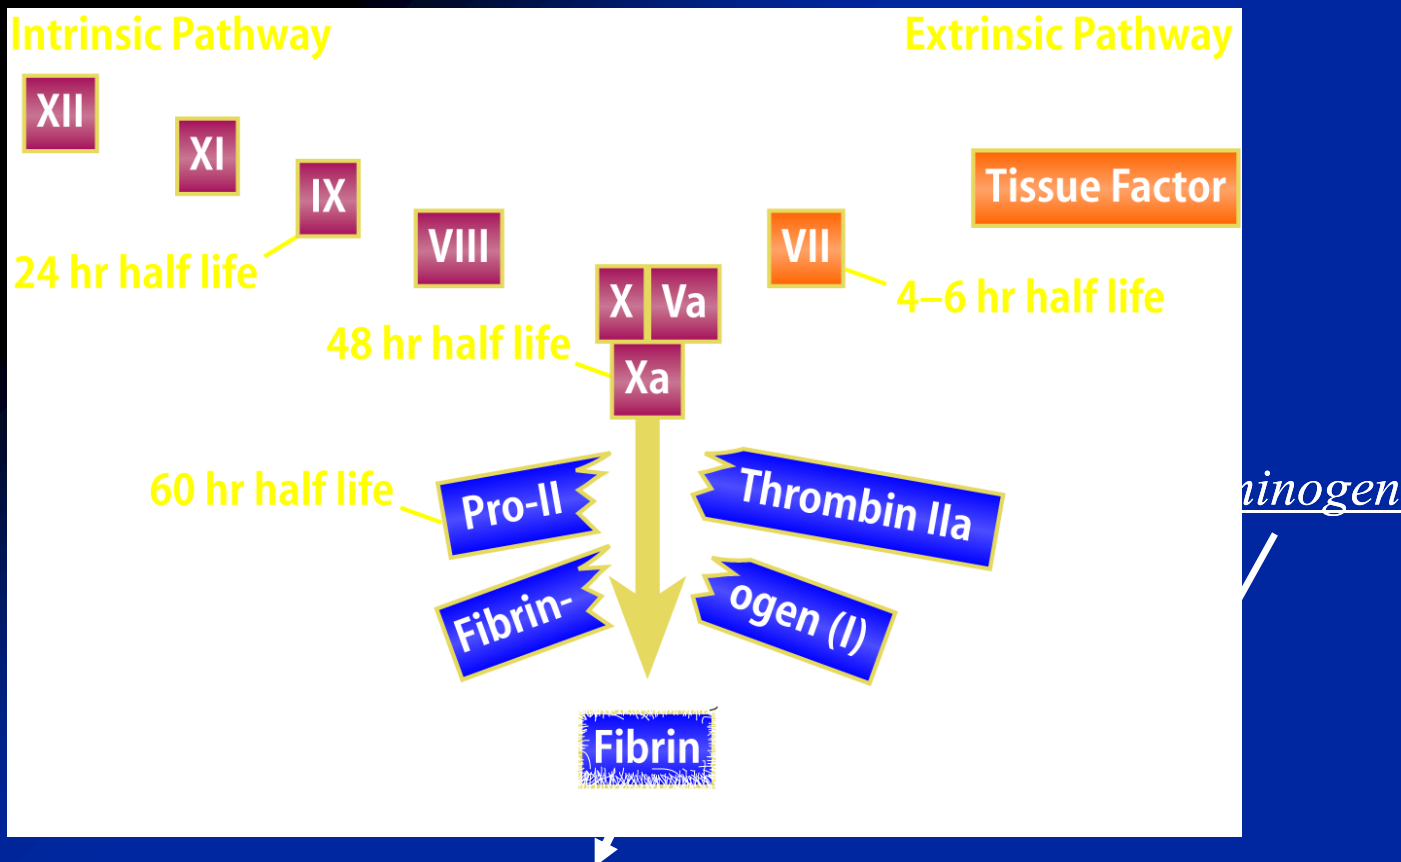 Intrinsic Pathway
Extrinsic Pathway
XII
XI
IX
VIII
VII
Tissue Factor
24 hr half life
X
Va
4–6 hr half life
48 hr half life
Xa
60 hr half life
Pro-II
Thrombin IIa
Fibrin-
ogen (I)
Fibrin